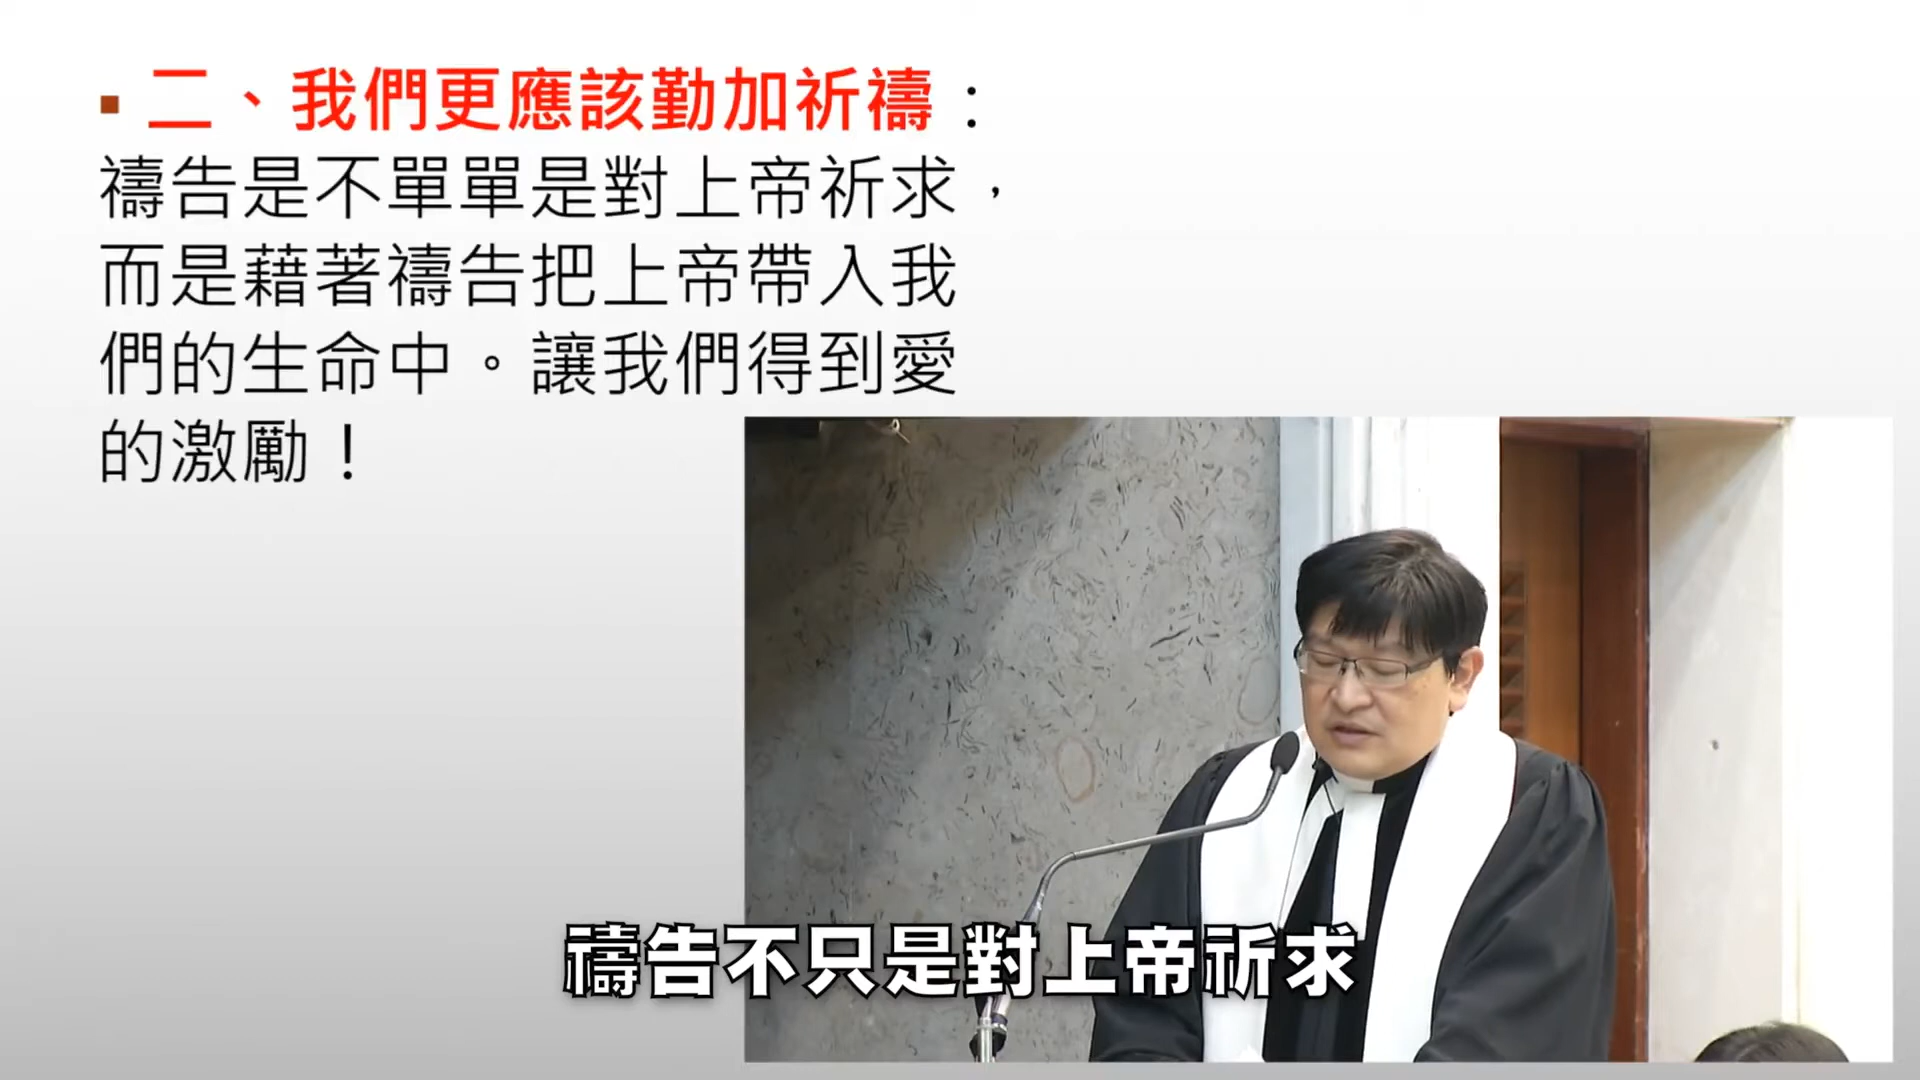 ▪ 二、我們更應該勤加祈禱：
禱告是不單單是對上帝祈求，
而是藉著禱告把上帝帶入我
們的生命中。讓我們得到愛
的激勵！
禱告不只是對上帝祈求